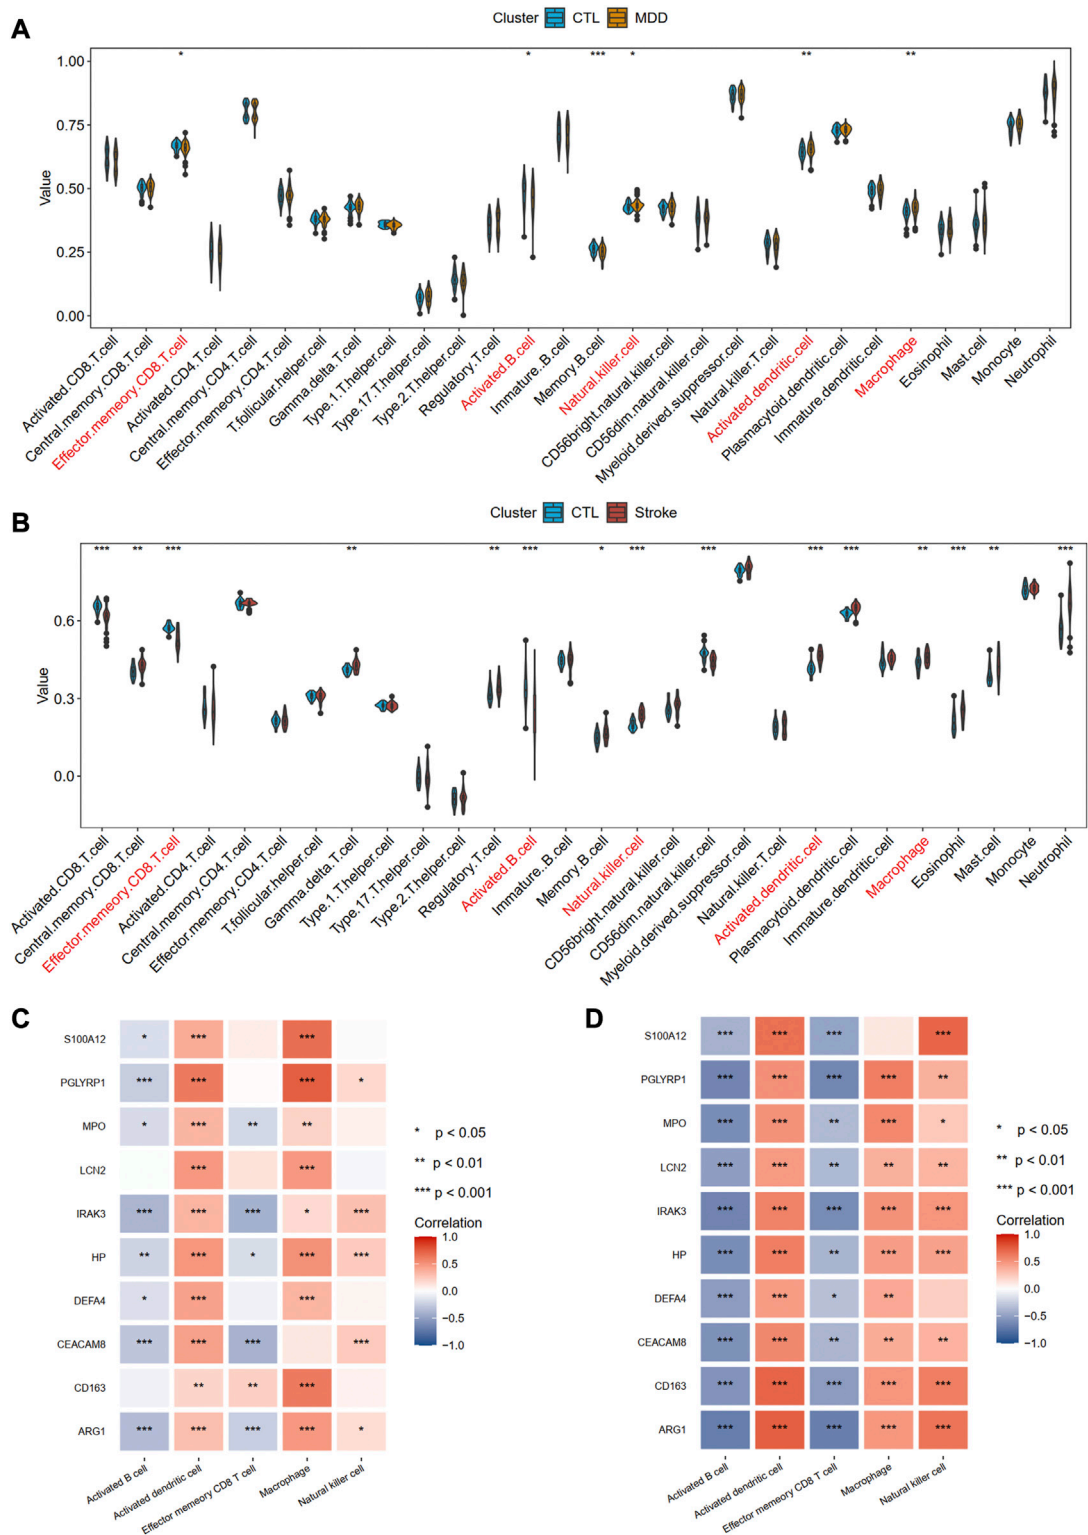 A
Cluster CTL MDD
* * *** * ** **
1.00
0.75
0.50
0.25
0.00
Value
Activated.CD8.T.cell
Central.memory.CD8.T.cell
Effector.memeory.CD8.T.cell
Activated.CD4.T.cell
Central.memory.CD4.T.cell
Effector.memeory.CD4.T.cell
T.follicular.helper.cell
Gamma.delta.T.cell
Type.1.T.helper.cell
Type.17.T.helper.cell
Type.2.T.helper.cell
Regulatory.T.cell
Activated.B.cell
Immature.B.cell
Memory.B.cell
Natural.killer.cell
CD56bright.natural.killer.cell
CD56dim.natural.killer.cell
Myeloid.derived.suppressor.cell
Natural.killer.T.cell
Activated.dendritic.cell
Plasmacytoid.dendritic.cell
Immature.dendritic.cell
Macrophage
Eosinophil
Mast.cell
Monocyte
Neutrophil
B
Cluster CTL Stroke
*** ** *** ** ** *** * *** *** *** *** ** *** ** ***
0.6
0.3
0.0
Value
Activated.CD8.T.cell
Central.memory.CD8.T.cell
Effector.memeory.CD8.T.cell
Activated.CD4.T.cell
Central.memory.CD4.T.cell
Effector.memeory.CD4.T.cell
T.follicular.helper.cell
Gamma.delta.T.cell
Type.1.T.helper.cell
Type.17.T.helper.cell
Type.2.T.helper.cell
Regulatory.T.cell
Activated.B.cell
Immature.B.cell
Memory.B.cell
Natural.killer.cell
CD56bright.natural.killer.cell
CD56dim.natural.killer.cell
Myeloid.derived.suppressor.cell
Natural.killer.T.cell
Activated.dendritic.cell
Plasmacytoid.dendritic.cell
Immature.dendritic.cell
Macrophage
Eosinophil
Mast.cell
Monocyte
Neutrophil
C
S100A12 * *** ***
PGLYRP1 *** *** *** *
MPO * *** ** **
LCN2 *** ***
IRAK3 *** *** *** * ***
HP ** *** * *** ***
DEFA4 * *** ***
CEACAM8 *** *** *** ***
CD163 ** ** ***
ARG1 *** *** *** *** *
Activated B cell
Activated dendritic cell
Effector memeory CD8 T cell
Macrophage
Natural killer cell
* p < 0.05
** p < 0.01
*** p < 0.001
Correlation
1.0
0.5
0.0
−0.5
−1.0
D
S100A12 *** *** *** ***
PGLYRP1 *** *** *** *** **
MPO *** *** ** *** *
LCN2 *** *** ** ** **
IRAK3 *** *** *** *** ***
HP *** *** ** *** ***
DEFA4 *** *** * **
CEACAM8 *** *** ** ** **
CD163 *** *** *** *** ***
ARG1 *** *** *** *** ***
Activated B cell
Activated dendritic cell
Effector memeory CD8 T cell
Macrophage
Natural killer cell
* p < 0.05
** p < 0.01
*** p < 0.001
Correlation
1.0
0.5
0.0
−0.5
−1.0